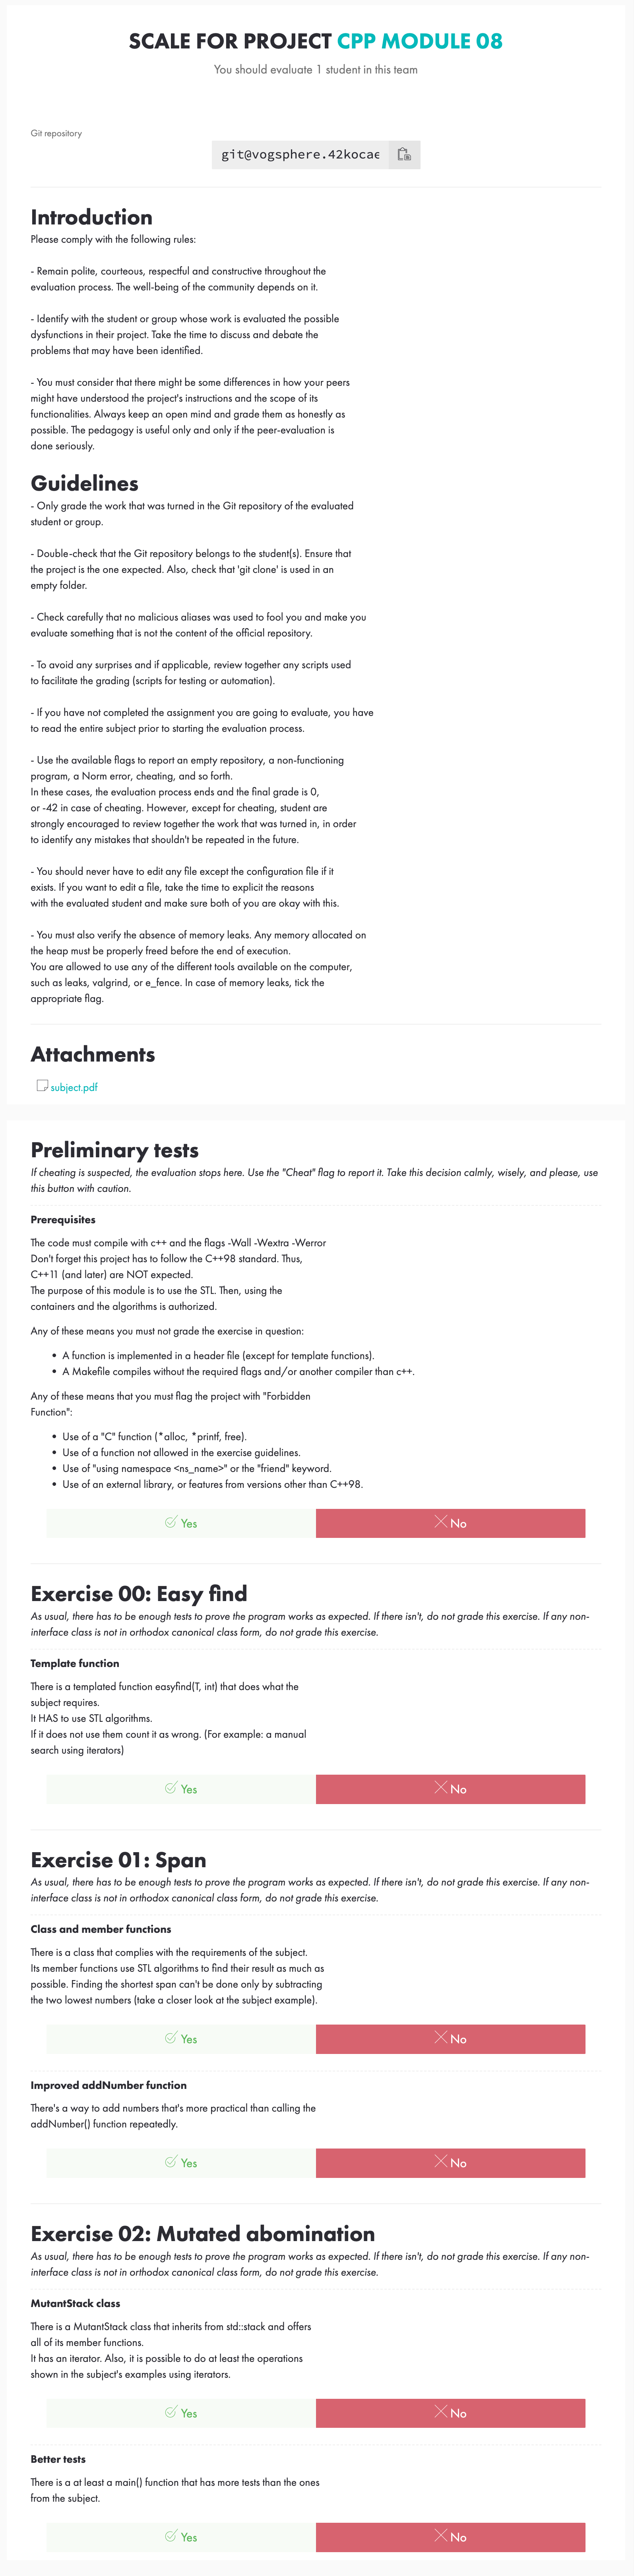 SCALE FOR PROJECT CPP MODULE 08
You should evaluate 1 student in this team
Git repository
git@vogsphere.42kocae
Introduction
Please comply with the following rules:
- Remain polite, courteous, respectful and constructive throughout the
evaluation process. The well-being of the community depends on it.
- Identify with the student or group whose work is evaluated the possible
dysfunctions in their project. Take the time to discuss and debate the
problems that may have been identified.
- You must consider that there might be some differences in how your peers
might have understood the project's instructions and the scope of its
functionalities. Always keep an open mind and grade them as honestly as
possible. The pedagogy is useful only and only if the peer-evaluation is
done seriously.
Guidelines
- Only grade the work that was turned in the Git repository of the evaluated
student or group.
- Double-check that the Git repository belongs to the student(s). Ensure that
the project is the one expected. Also, check that 'git clone' is used in an
empty folder.
- Check carefully that no malicious aliases was used to fool you and make you
evaluate something that is not the content of the official repository.
- To avoid any surprises and if applicable, review together any scripts used
to facilitate the grading (scripts for testing or automation).
- If you have not completed the assignment you are going to evaluate, you have
to read the entire subject prior to starting the evaluation process.
- Use the available flags to report an empty repository, a non-functioning
program, a Norm error, cheating, and so forth.
In these cases, the evaluation process ends and the final grade is 0,
or -42 in case of cheating. However, except for cheating, student are
strongly encouraged to review together the work that was turned in, in order
to identify any mistakes that shouldn't be repeated in the future.
- You should never have to edit any file except the configuration file if it
exists. If you want to edit a file, take the time to explicit the reasons
with the evaluated student and make sure both of you are okay with this.
- You must also verify the absence of memory leaks. Any memory allocated on
the heap must be properly freed before the end of execution.
You are allowed to use any of the different tools available on the computer,
such as leaks, valgrind, or e_fence. In case of memory leaks, tick the
appropriate flag.
Attachments
subject.pdf
Preliminary tests
If cheating is suspected, the evaluation stops here. Use the "Cheat" flag to report it. Take this decision calmly, wisely, and please, use
this button with caution.
Prerequisites
The code must compile with c++ and the flags -Wall -Wextra -Werror
Don't forget this project has to follow the C++98 standard. Thus,
C++11 (and later) are NOT expected.
The purpose of this module is to use the STL. Then, using the
containers and the algorithms is authorized.
Any of these means you must not grade the exercise in question:
• A function is implemented in a header file (except for template functions).
• A Makefile compiles without the required flags and/or another compiler than c++.
Any of these means that you must flag the project with "Forbidden
Function":
• Use of a "C" function (*alloc, *printf, free).
• Use of a function not allowed in the exercise guidelines.
• Use of "using namespace <ns_name>" or the "friend" keyword.
• Use of an external library, or features from versions other than C++98.
Yes No
Exercise 00: Easy find
As usual, there has to be enough tests to prove the program works as expected. If there isn't, do not grade this exercise. If any non-
interface class is not in orthodox canonical class form, do not grade this exercise.
Template function
There is a templated function easyfind(T, int) that does what the
subject requires.
It HAS to use STL algorithms.
If it does not use them count it as wrong. (For example: a manual
search using iterators)
Yes No
Exercise 01: Span
As usual, there has to be enough tests to prove the program works as expected. If there isn't, do not grade this exercise. If any non-
interface class is not in orthodox canonical class form, do not grade this exercise.
Class and member functions
There is a class that complies with the requirements of the subject.
Its member functions use STL algorithms to find their result as much as
possible. Finding the shortest span can't be done only by subtracting
the two lowest numbers (take a closer look at the subject example).
Yes No
Improved addNumber function
There's a way to add numbers that's more practical than calling the
addNumber() function repeatedly.
Yes No
Exercise 02: Mutated abomination
As usual, there has to be enough tests to prove the program works as expected. If there isn't, do not grade this exercise. If any non-
interface class is not in orthodox canonical class form, do not grade this exercise.
MutantStack class
There is a MutantStack class that inherits from std::stack and offers
all of its member functions.
It has an iterator. Also, it is possible to do at least the operations
shown in the subject's examples using iterators.
Yes No
Better tests
There is a at least a main() function that has more tests than the ones
from the subject.
Yes No